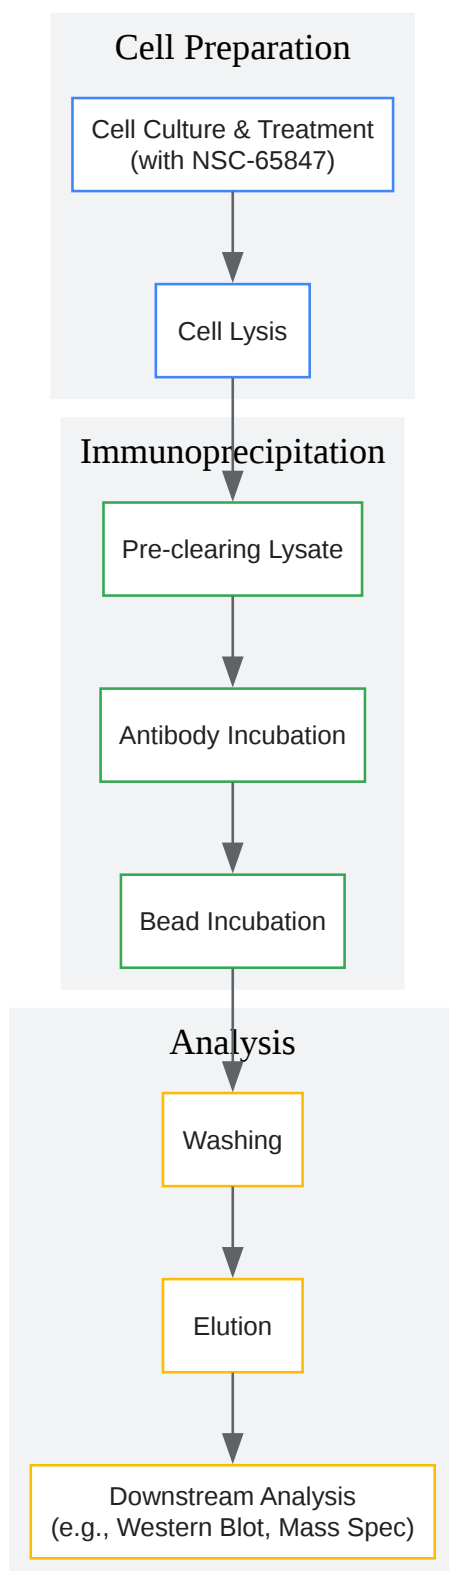 Cell Preparation
Cell Culture & Treatment
(with NSC-65847)
Cell Lysis
Immunoprecipitation
Pre-clearing Lysate
Antibody Incubation
Bead Incubation
Analysis
Washing
Elution
Downstream Analysis
(e.g., Western Blot, Mass Spec)